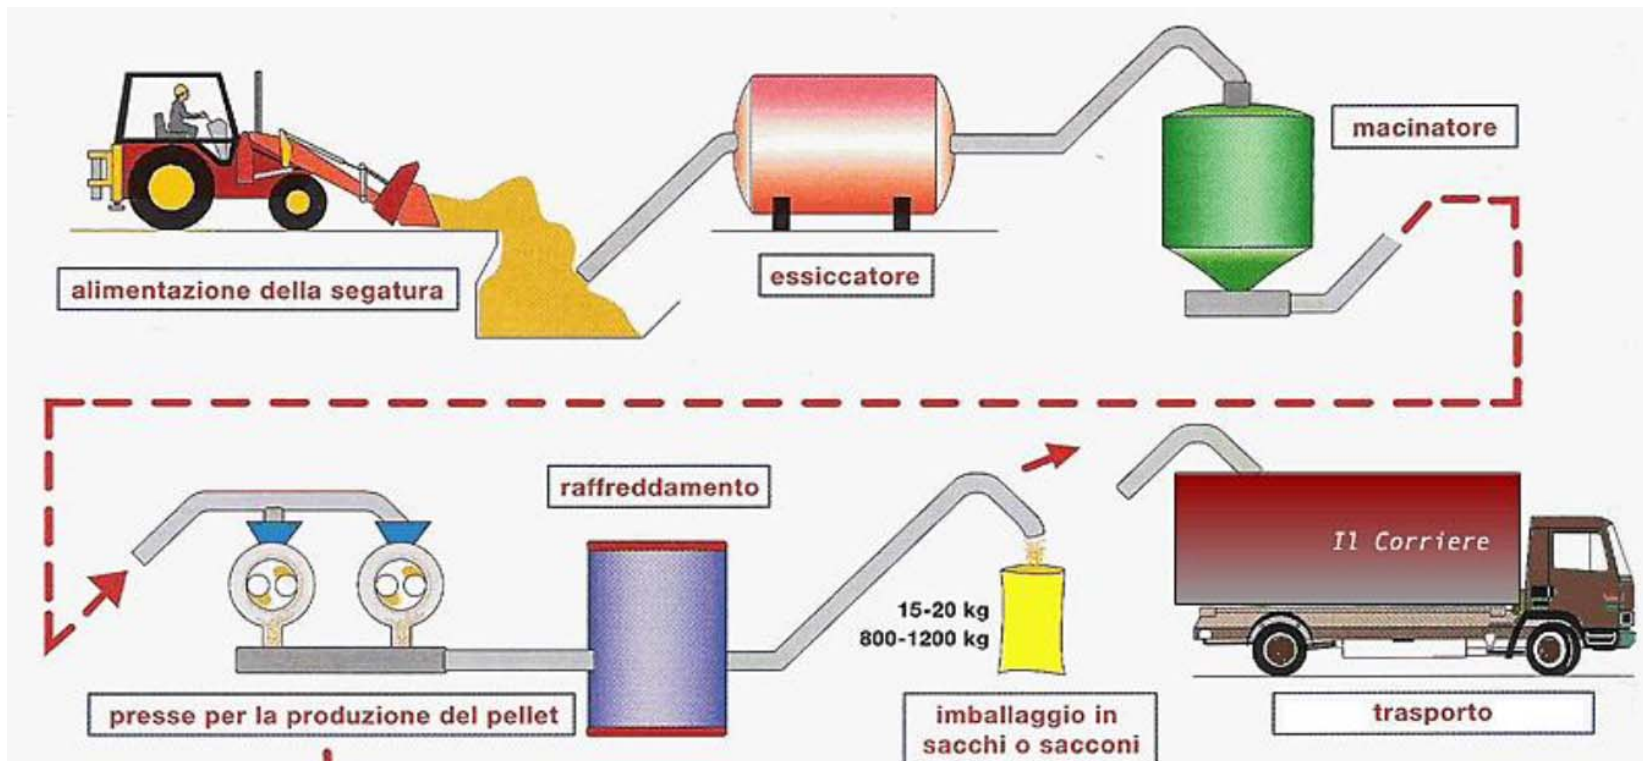 macinatore
essiccatore
alimentazione della segatura
raffreddamento
Il Corriere
15-20 kg
800-1200 kg
presse per la produzione del pellet
imballaggio in
sacchi o sacconi
trasporto